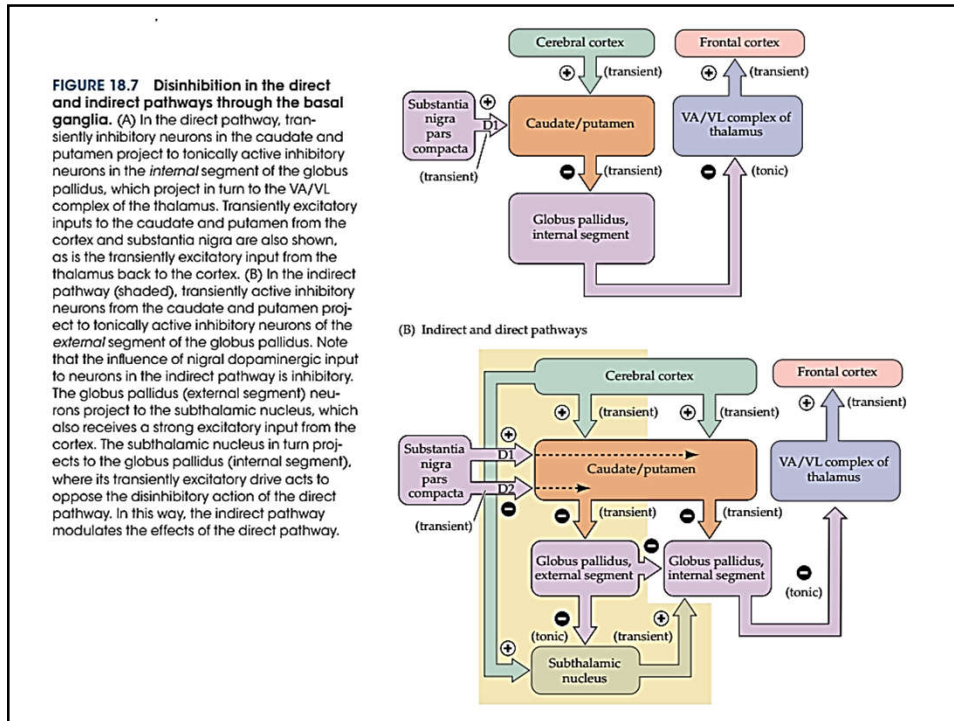 FIGURE 18.7 Disinhibition in the direct
and indirect pathways through the basal
ganglia. (A) In the direct pathway, tran-
siently inhibitory neurons in the caudate and
putamen project to tonically active inhibitory
neurons in the internal segment of the globus
pallidus, which project in turn to the VA/VL
complex of the thalamus. Transiently excitatory
inputs to the caudate and putamen from the
cortex and substantia nigra are also shown,
as is the transiently excitatory input from the
thalamus back to the cortex. (B) In the indirect
pathway (shaded), transiently active inhibitory
neurons from the caudate and putamen proj-
ect to tonically active inhibitory neurons of the
external segment of the globus pallidus. Note
that the influence of nigral dopaminergic input
to neurons in the indirect pathway is inhibitory.
The globus pallidus (external segment) neu-
rons project to the subthalamic nucleus, which
also receives a strong excitatory input from the
cortex. The subthalamic nucleus in turn proj-
ects to the globus pallidus (internal segment),
where its transiently excitatory drive acts to
oppose the disinhibitory action of the direct
pathway. In this way, the indirect pathway
modulates the effects of the direct pathway.
Cerebral cortex
Frontal cortex
+ (transient)
+ (transient)
Substantia
nigra
pars
compacta
+
D1
(transient)
Caudate/putamen
VA/VL complex of
thalamus
− (transient)
− (tonic)
Globus pallidus,
internal segment
(B) Indirect and direct pathways
Cerebral cortex
Frontal cortex
+ (transient)
+ (transient)
+ (transient)
Substantia
nigra
pars
compacta
+
D1
D2
−
(transient)
Caudate/putamen
VA/VL complex of
thalamus
− (transient)
− (transient)
Globus pallidus,
external segment
−
Globus pallidus,
internal segment
−
(tonic)
−
(tonic)
+
(transient)
+
Subthalamic
nucleus